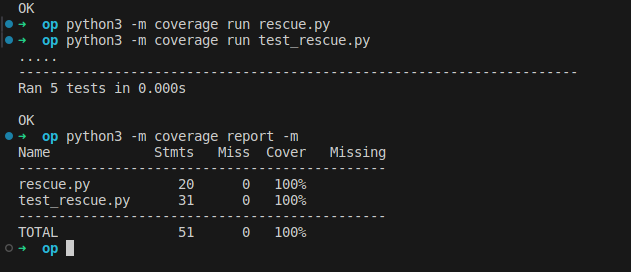 OK
➜ op python3 -m coverage run rescue.py
➜ op python3 -m coverage run test_rescue.py
.....
----------------------------------------------------------------------
Ran 5 tests in 0.000s
OK
➜ op python3 -m coverage report -m
Name             Stmts   Miss  Cover   Missing
----------------------------------------------
rescue.py           20      0   100%
test_rescue.py      31      0   100%
----------------------------------------------
TOTAL               51      0   100%
➜ op